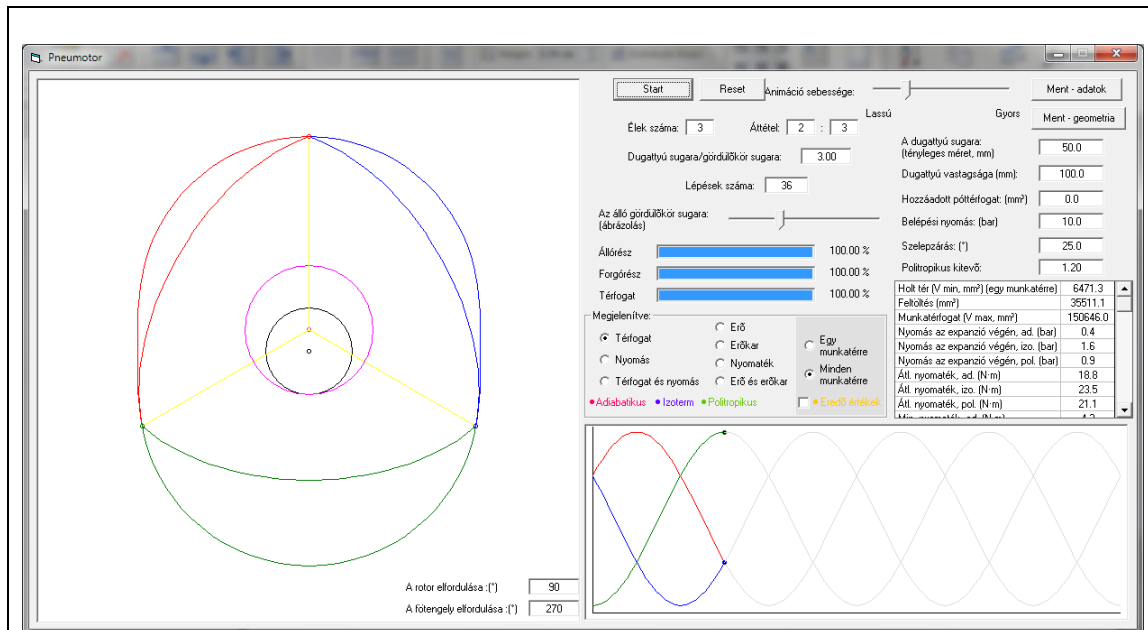 Pneumotor
Start
Reset
Animáció sebessége:
Lassú
Gyors
Ment - adatok
Ment - geometria
Élek száma: 3
Áttétel: 2 : 3
Dugattyú sugara/gördülőkör sugara: 3.00
Lépések száma: 36
Az álló gördülőkör sugara:
(ábrázolás)
Állórész 100.00 %
Forgórész 100.00 %
Térfogat 100.00 %
A dugattyú sugara:
(tényleges méret, mm) 50.0
Dugattyú vastagsága (mm): 100.0
Hozzáadott póttérfogat: (mm³) 0.0
Belépési nyomás: (bar) 10.0
Szelepzárás: (°) 25.0
Politropikus kitevő: 1.20
Megjelenítve:
Térfogat
Nyomás
Térfogat és nyomás
Erő
Erőkar
Nyomaték
Erő és erőkar
Egy
munkatérre
Minden
munkatérre
Adiabatikus
Izoterm
Politropikus
Eredő értékek
Holt tér (V min, mm³) (egy munkatérre) 6471.3
Feltöltés (mm³) 35511.1
Munkatérfogat (V max, mm³) 150646.0
Nyomás az expanzió végén, ad. (bar) 0.4
Nyomás az expanzió végén, izo. (bar) 1.6
Nyomás az expanzió végén, pol. (bar) 0.9
Átl. nyomaték, ad. (N·m) 18.8
Átl. nyomaték, izo. (N·m) 23.5
Átl. nyomaték, pol. (N·m) 21.1
A rotor elfordulása :(°) 90
A főtengely elfordulása :(°) 270